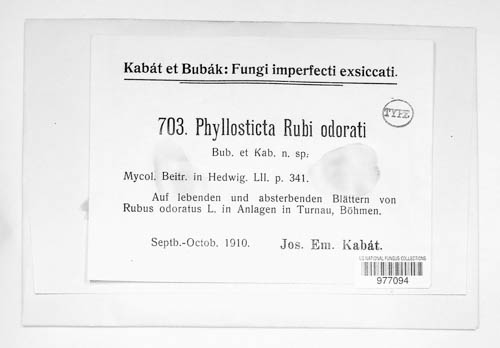 Kabát et Bubák: Fungi imperfecti exsiccati.
703. Phyllosticta Rubi odorati
TYPE
Bub. et Kab. n. sp.
Mycol. Beitr. in Hedwig. LII. p. 341.
Auf lebenden und absterbenden Blättern von
Rubus odoratus L. in Anlagen in Turnau, Böhmen.
Septb.-Octob. 1910. Jos. Em. Kabát.
US NATIONAL FUNGUS COLLECTIONS
977094